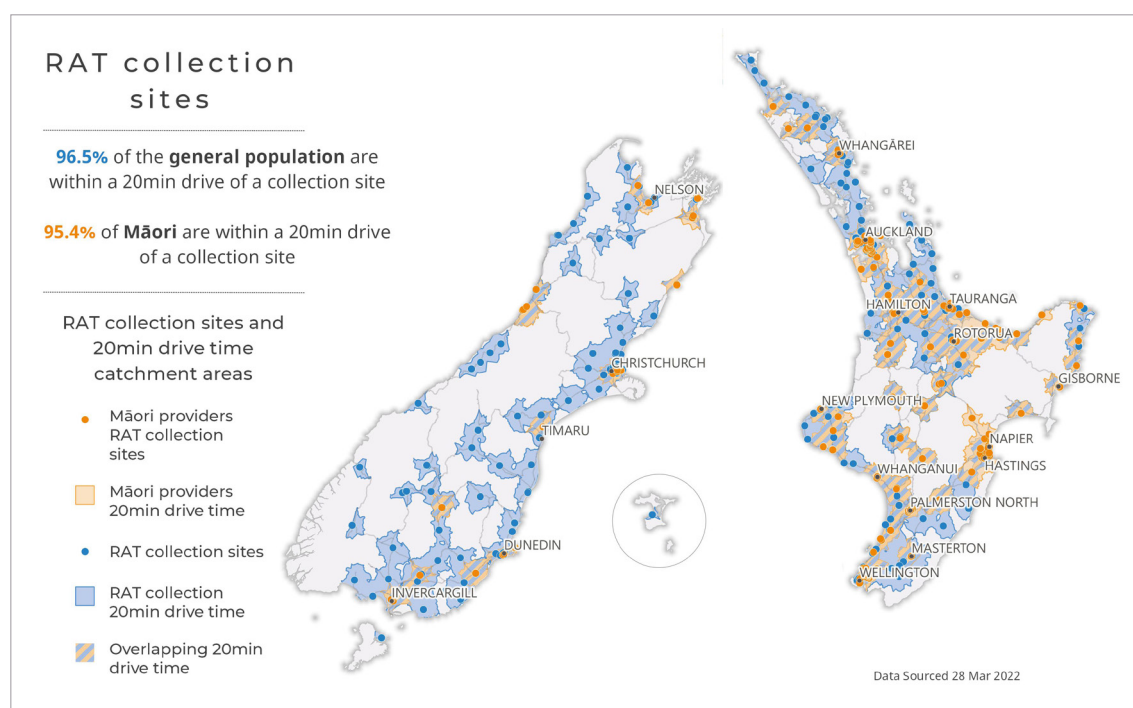 RAT collection
sites
96.5% of the general population are
within a 20min drive of a collection site
95.4% of Māori are within a 20min drive
of a collection site
RAT collection sites and
20min drive time
catchment areas
Māori providers
RAT collection
sites
Māori providers
20min drive time
RAT collection sites
RAT collection
20min drive time
Overlapping 20min
drive time
NELSON
CHRISTCHURCH
TIMARU
DUNEDIN
INVERCARGILL
WHANGĀREI
AUCKLAND
HAMILTON
TAURANGA
ROTORUA
GISBORNE
NEW PLYMOUTH
NAPIER
HASTINGS
WHANGANUI
PALMERSTON NORTH
MASTERTON
WELLINGTON
Data Sourced 28 Mar 2022